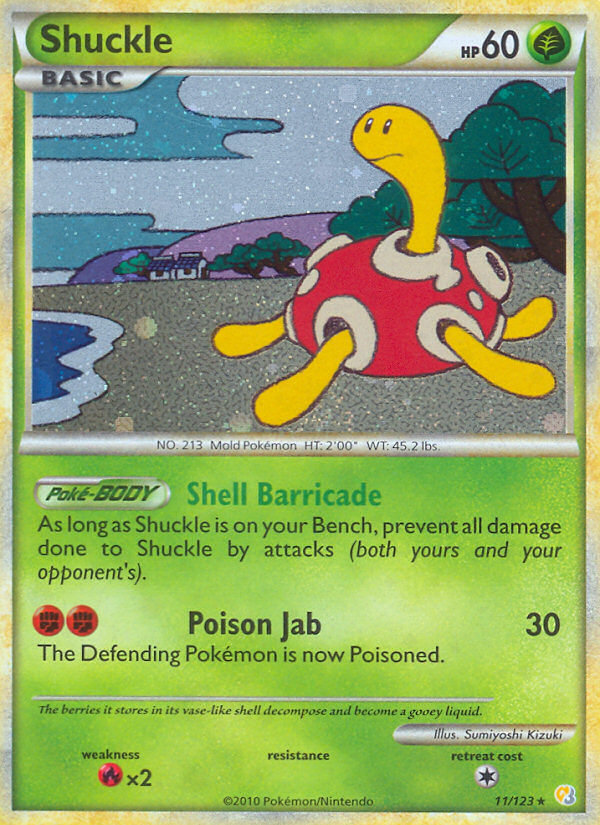 Shuckle
HP60
BASIC
NO. 213 Mold Pokémon HT: 2'00" WT: 45.2 lbs.
Poké-BODY Shell Barricade
As long as Shuckle is on your Bench, prevent all damage
done to Shuckle by attacks (both yours and your
opponent's).
Poison Jab 30
The Defending Pokémon is now Poisoned.
The berries it stores in its vase-like shell decompose and become a gooey liquid.
Illus. Sumiyoshi Kizuki
weakness resistance retreat cost
×2
©2010 Pokémon/Nintendo 11/123 ★